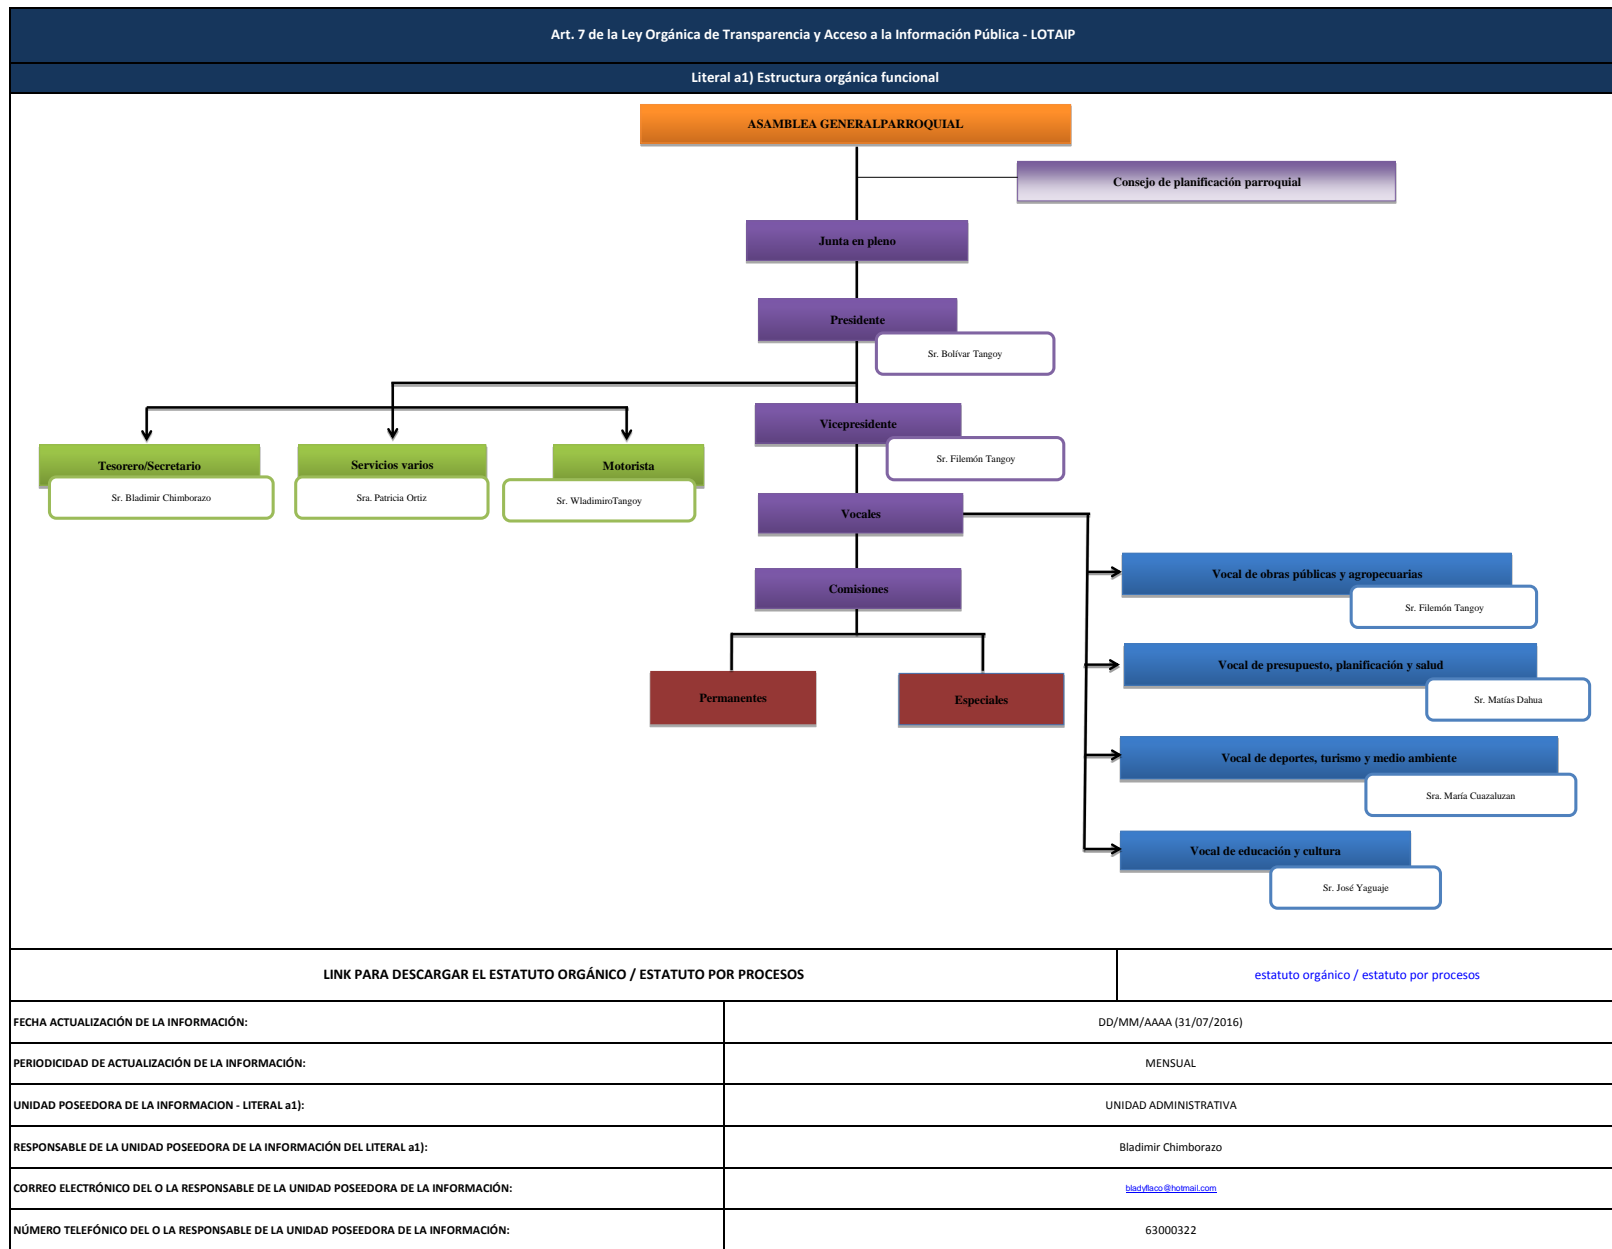 Art. 7 de la Ley Orgánica de Transparencia y Acceso a la Información Pública - LOTAIP
Literal a1) Estructura orgánica funcional
ASAMBLEA GENERALPARROQUIAL
Consejo de planificación parroquial
Junta en pleno
Presidente
Sr. Bolívar Tangoy
Vicepresidente
Sr. Filemón Tangoy
Tesorero/Secretario
Sr. Bladimir Chimborazo
Servicios varios
Sra. Patricia Ortiz
Motorista
Sr. WladimiroTangoy
Vocales
Comisiones
Permanentes
Especiales
Vocal de obras públicas y agropecuarias
Sr. Filemón Tangoy
Vocal de presupuesto, planificación y salud
Sr. Matías Dahua
Vocal de deportes, turismo y medio ambiente
Sra. María Cuazaluzan
Vocal de educación y cultura
Sr. José Yaguaje
LINK PARA DESCARGAR EL ESTATUTO ORGÁNICO / ESTATUTO POR PROCESOS
estatuto orgánico / estatuto por procesos
FECHA ACTUALIZACIÓN DE LA INFORMACIÓN:
DD/MM/AAAA (31/07/2016)
PERIODICIDAD DE ACTUALIZACIÓN DE LA INFORMACIÓN:
MENSUAL
UNIDAD POSEEDORA DE LA INFORMACION - LITERAL a1):
UNIDAD ADMINISTRATIVA
RESPONSABLE DE LA UNIDAD POSEEDORA DE LA INFORMACIÓN DEL LITERAL a1):
Bladimir Chimborazo
CORREO ELECTRÓNICO DEL O LA RESPONSABLE DE LA UNIDAD POSEEDORA DE LA INFORMACIÓN:
bladyflaco@hotmail.com
NÚMERO TELEFÓNICO DEL O LA RESPONSABLE DE LA UNIDAD POSEEDORA DE LA INFORMACIÓN:
63000322